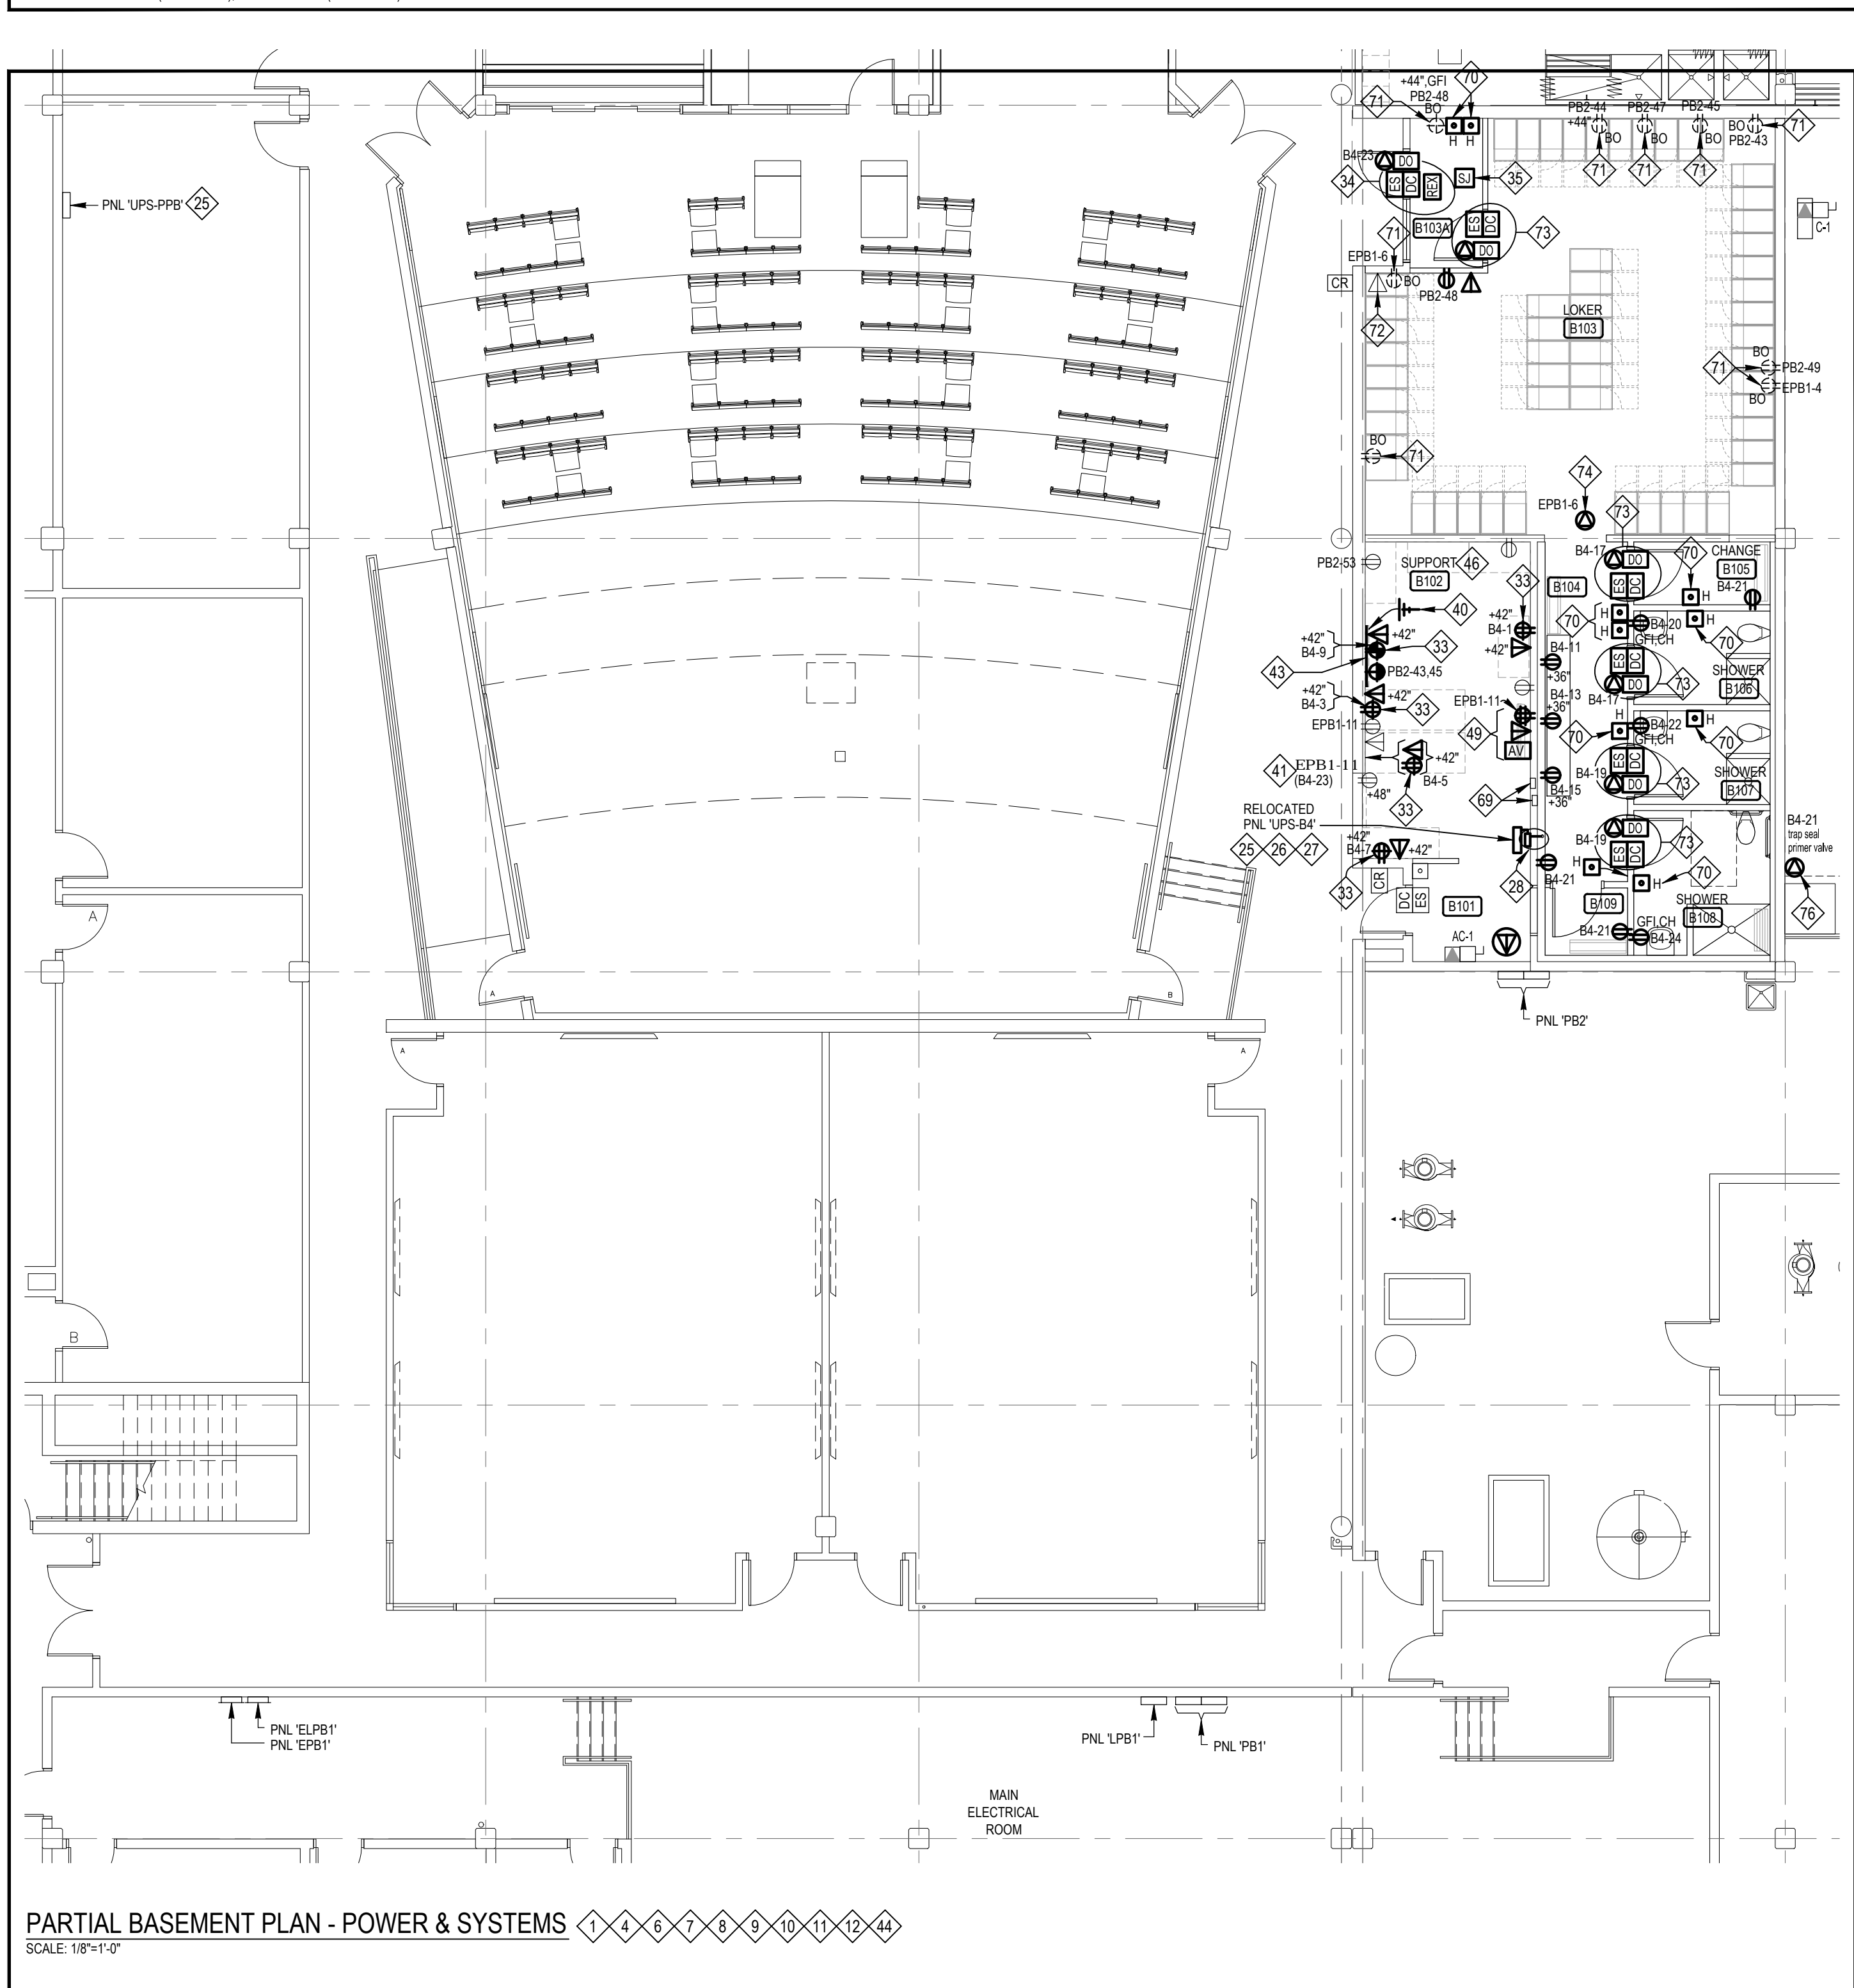 +44",GFI
PB2-48
BO
70
71
H H
PB2-44
+44"
PB2-47
PB2-45
BO
BO
BO
BO
PB2-43
71
71
71
71
B4-23
DO
ES
DC
REX
SJ
34
35
PNL 'UPS-PPB'
25
C-1
71
B103A
ES
DC
DO
73
EPB1-6
CR
BO
PB2-48
72
LOKER
B103
BO
PB2-49
71
EPB1-4
BO
BO
71
74
EPB1-6
73
B4-17
DO
ES
DC
70
CHANGE
B105
B4-21
H
PB2-53
SUPPORT
46
B102
33
B104
40
+42"
B4-1
+42"
70
H
H
B4-20
GFI,CH
H
70
+42"
B4-9
+42"
33
43
PB2-43,45
B4-11
+36"
ES
DC
DO
B4-17
73
SHOWER
B106
+42"
B4-3
+42"
33
EPB1-11
B4-13
+36"
EPB1-11
49
AV
70
H
B4-22
GFI,CH
H
70
41
EPB1-11
(B4-23)
+42"
B4-5
33
+48"
ES
DC
B4-19
DO
73
SHOWER
B107
B4-15
+36"
69
RELOCATED
PNL 'UPS-B4'
25
26
27
+42"
B4-7
+42"
33
CR
DC
ES
28
B4-21
B4-19
DO
ES
DC
73
H
H
70
B4-21
trap seal
primer valve
76
B101
B109
SHOWER
B108
GFI,CH
B4-21
B4-24
AC-1
PNL 'PB2'
A
A
B
A
A
B
PNL 'ELPB1'
PNL 'EPB1'
PNL 'LPB1'
PNL 'PB1'
MAIN
ELECTRICAL
ROOM
PARTIAL BASEMENT PLAN - POWER & SYSTEMS 1 4 6 7 8 9 10 11 12 44
SCALE: 1/8"=1'-0"